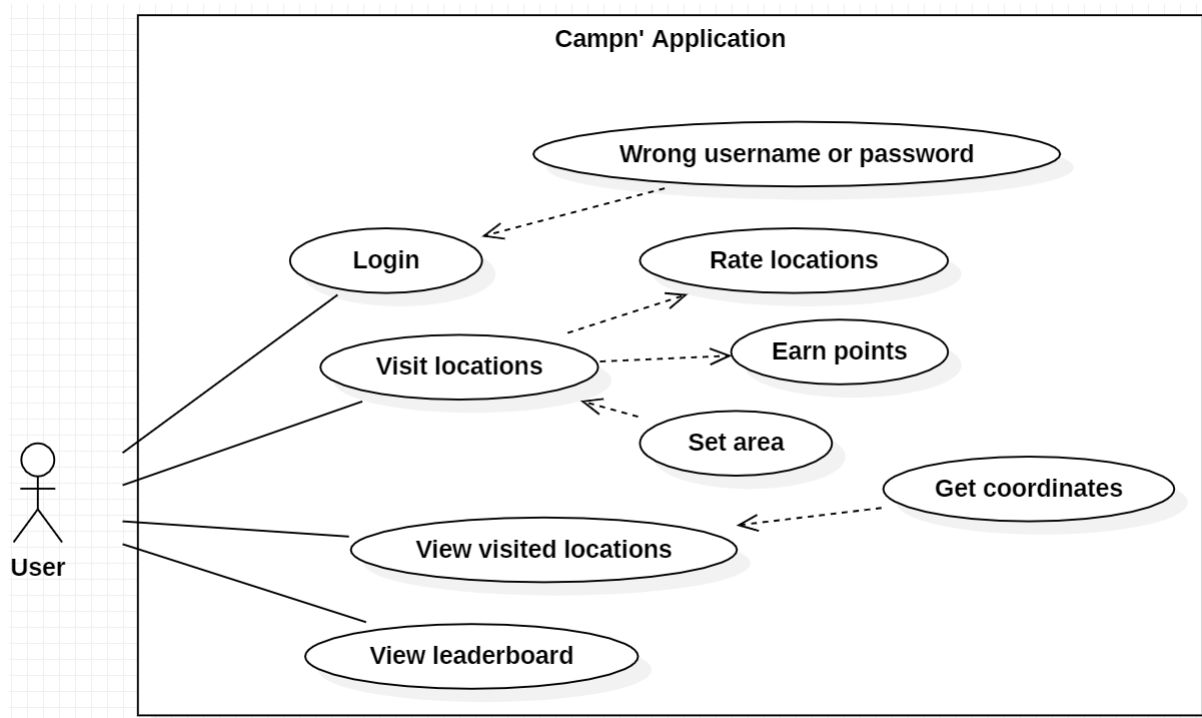 Campn' Application
Wrong username or password
Login
Rate locations
Visit locations
Earn points
Set area
Get coordinates
View visited locations
User
View leaderboard